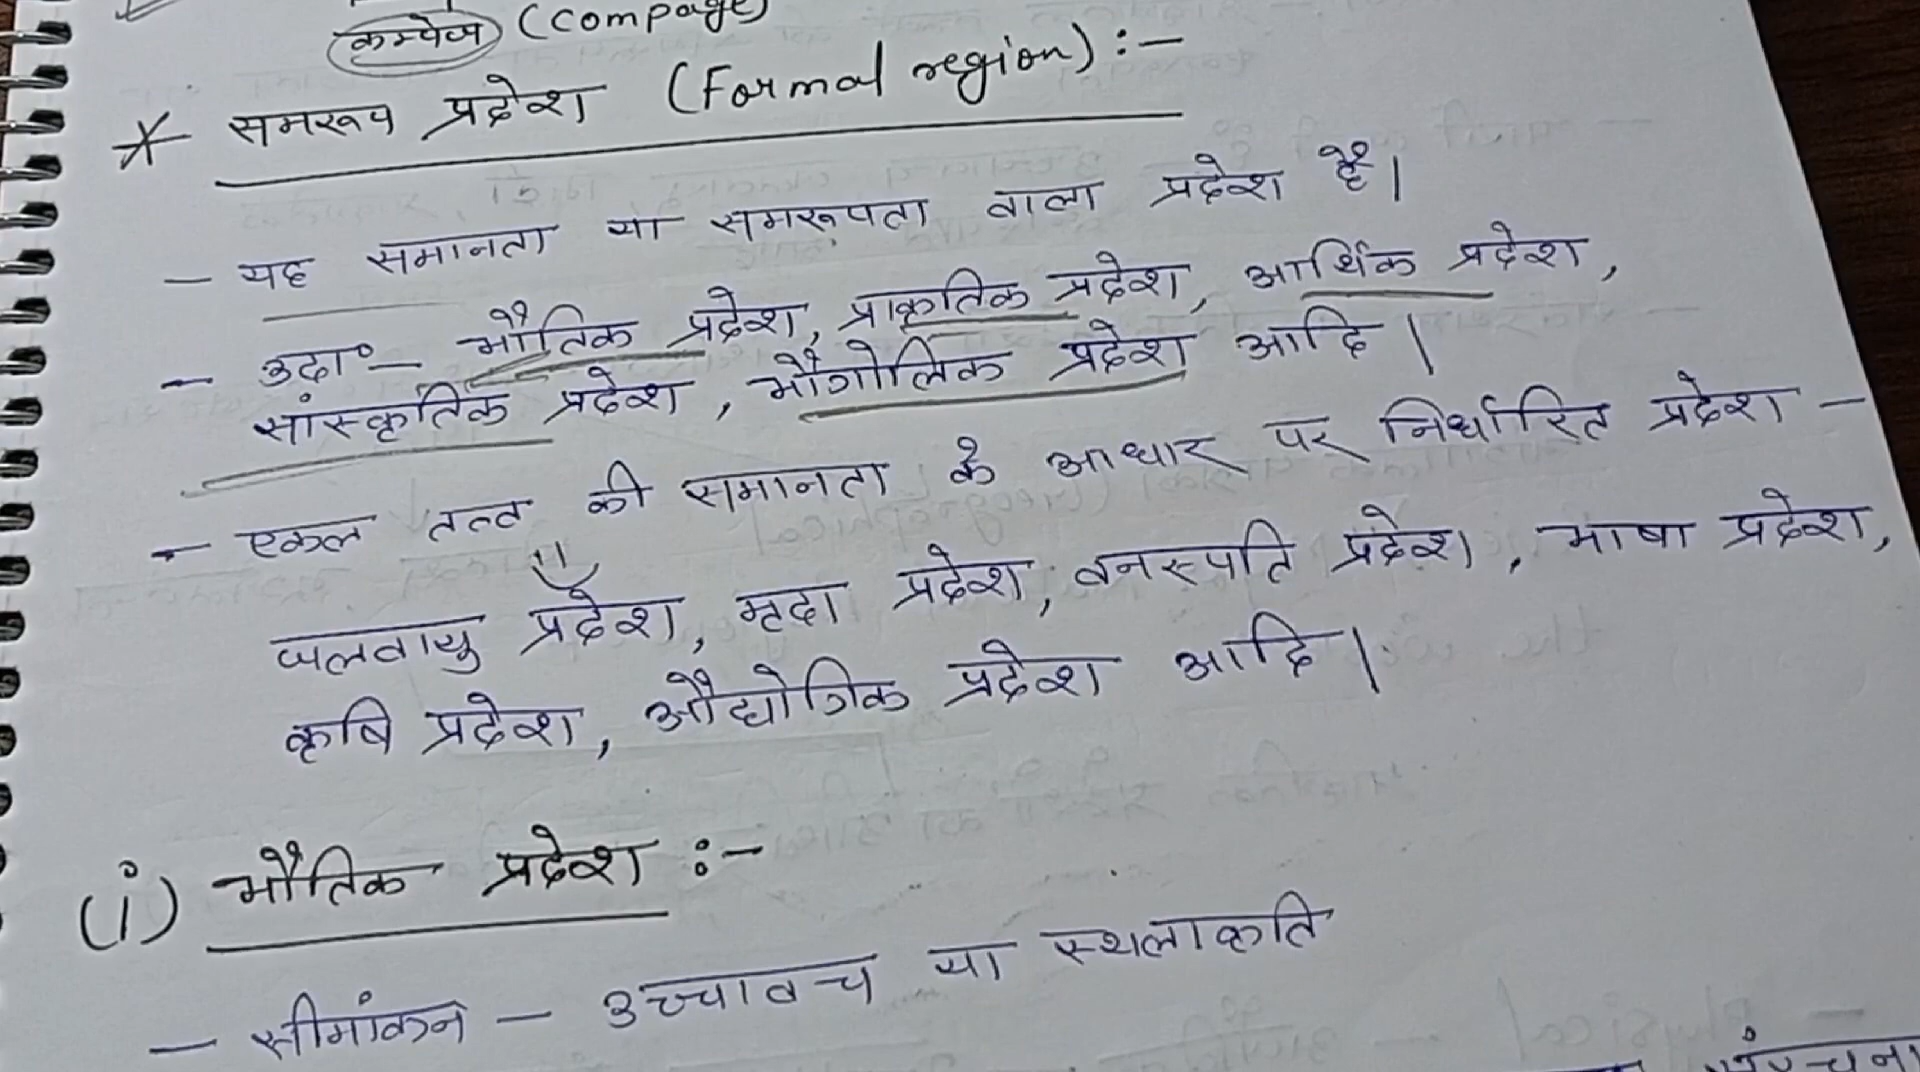 कम्पेज (compage)
* समरूप प्रदेश (Formal region) :-
- यह समानता या समरूपता वाला प्रदेश है।
- उदा॰ - भौतिक प्रदेश, प्राकृतिक प्रदेश, आर्थिक प्रदेश,
सांस्कृतिक प्रदेश, भौगोलिक प्रदेश आदि।
- एकल तत्व की समानता के आधार पर निर्धारित प्रदेश -
जलवायु प्रदेश, मृदा प्रदेश, वनस्पति प्रदेश, भाषा प्रदेश,
कृषि प्रदेश, औद्योगिक प्रदेश आदि।
(i) भौतिक प्रदेश :-
- सीमांकन - उच्चावच या स्थलाकृति